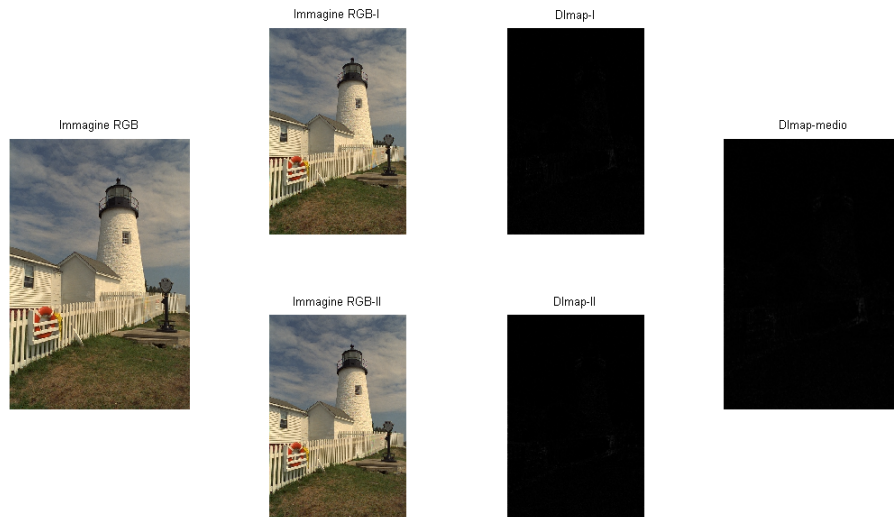 Immagine RGB-I
DImap-I
Immagine RGB
DImap-medio
Immagine RGB-II
DImap-II